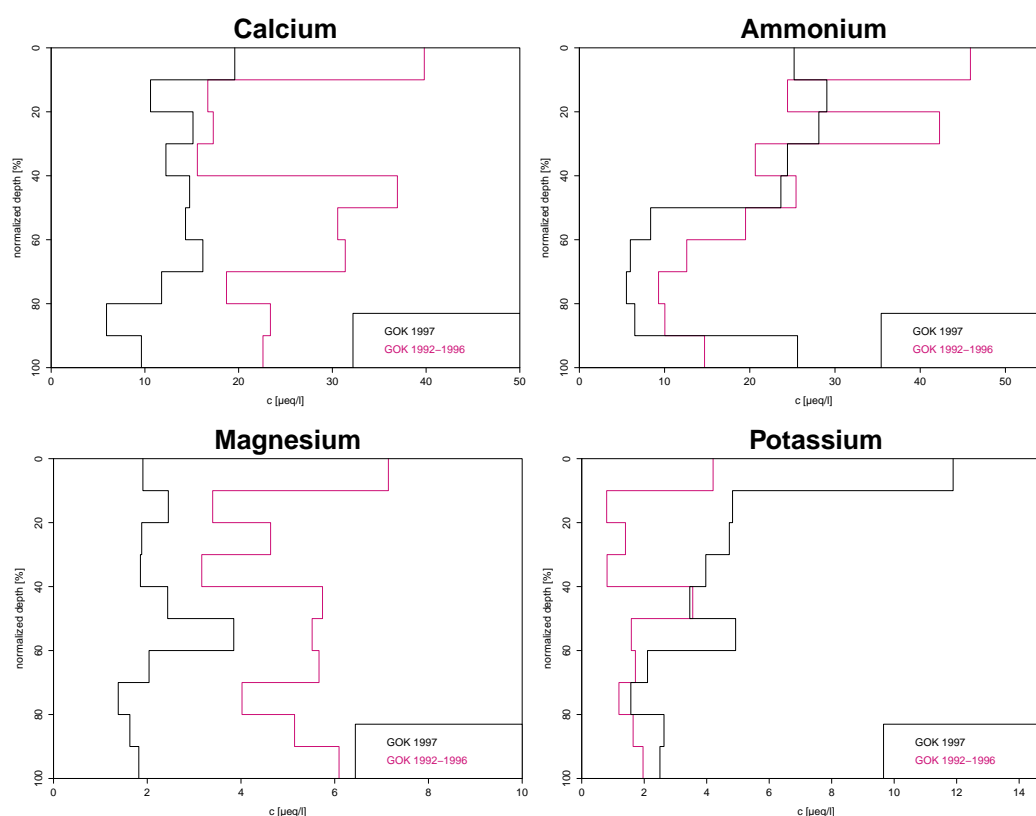 Calcium
0
20
40
60
80
100
normalized depth [%]
0 10 20 30 40 50
c [µeq/l]
GOK 1997
GOK 1992−1996
Ammonium
0
20
40
60
80
100
normalized depth [%]
0 10 20 30 40 50
c [µeq/l]
GOK 1997
GOK 1992−1996
Magnesium
0
20
40
60
80
100
normalized depth [%]
0 2 4 6 8 10
c [µeq/l]
GOK 1997
GOK 1992−1996
Potassium
0
20
40
60
80
100
normalized depth [%]
0 2 4 6 8 10 12 14
c [µeq/l]
GOK 1997
GOK 1992−1996